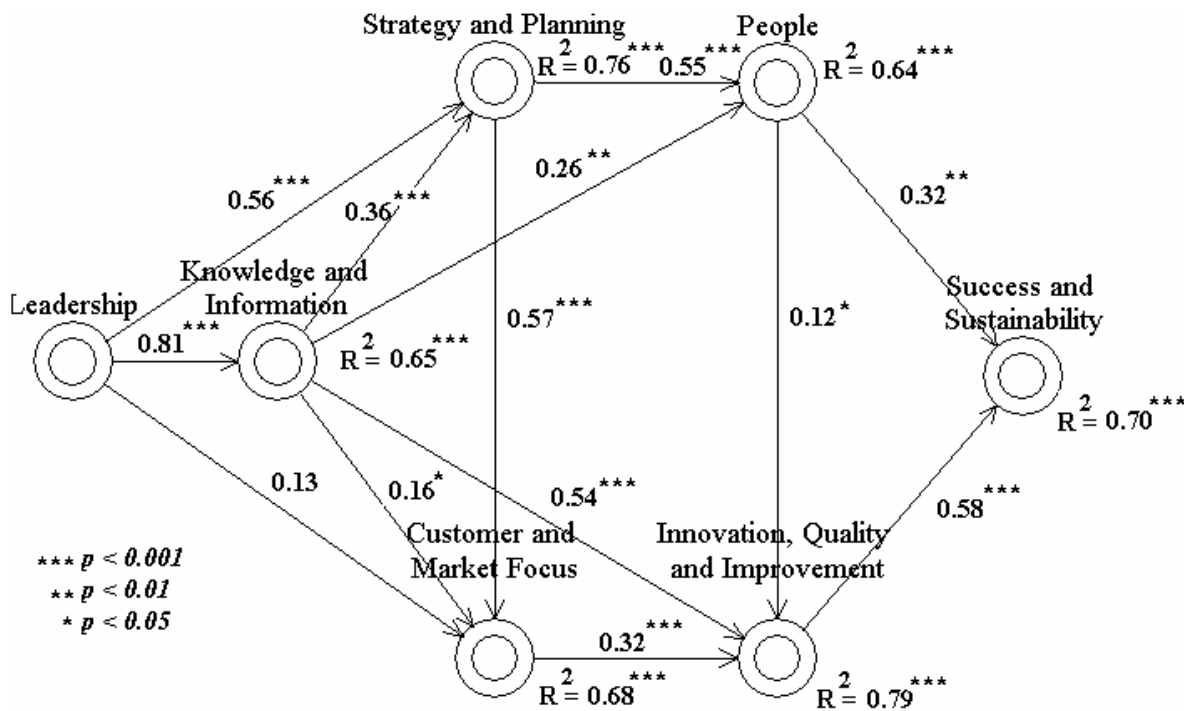 Strategy and Planning
People
R² = 0.76***
0.55***
R² = 0.64***
0.56***
0.36***
0.26**
0.32**
Knowledge and
Information
Leadership
0.81***
R² = 0.65***
0.57***
0.12*
Success and
Sustainability
R² = 0.70***
0.13
0.16*
0.54***
0.58***
Customer and
Market Focus
Innovation, Quality
and Improvement
*** p < 0.001
** p < 0.01
* p < 0.05
0.32***
R² = 0.68***
R² = 0.79***